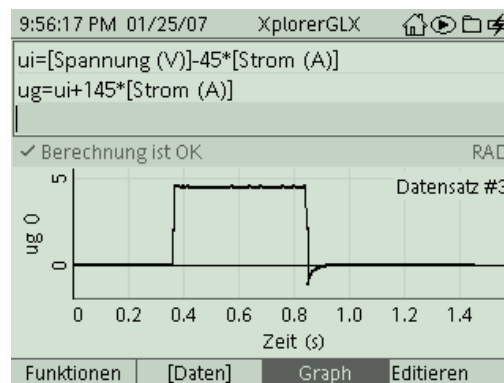 9:56:17 PM 01/25/07 XplorerGLX
ui=[Spannung (V)]-45*[Strom (A)]
ug=ui+145*[Strom (A)]
✓ Berechnung ist OK RAD
5 Datensatz #3
ug 0
0
0 0.2 0.4 0.6 0.8 1.0 1.2 1.4
Zeit (s)
Funktionen [Daten] Graph Editieren